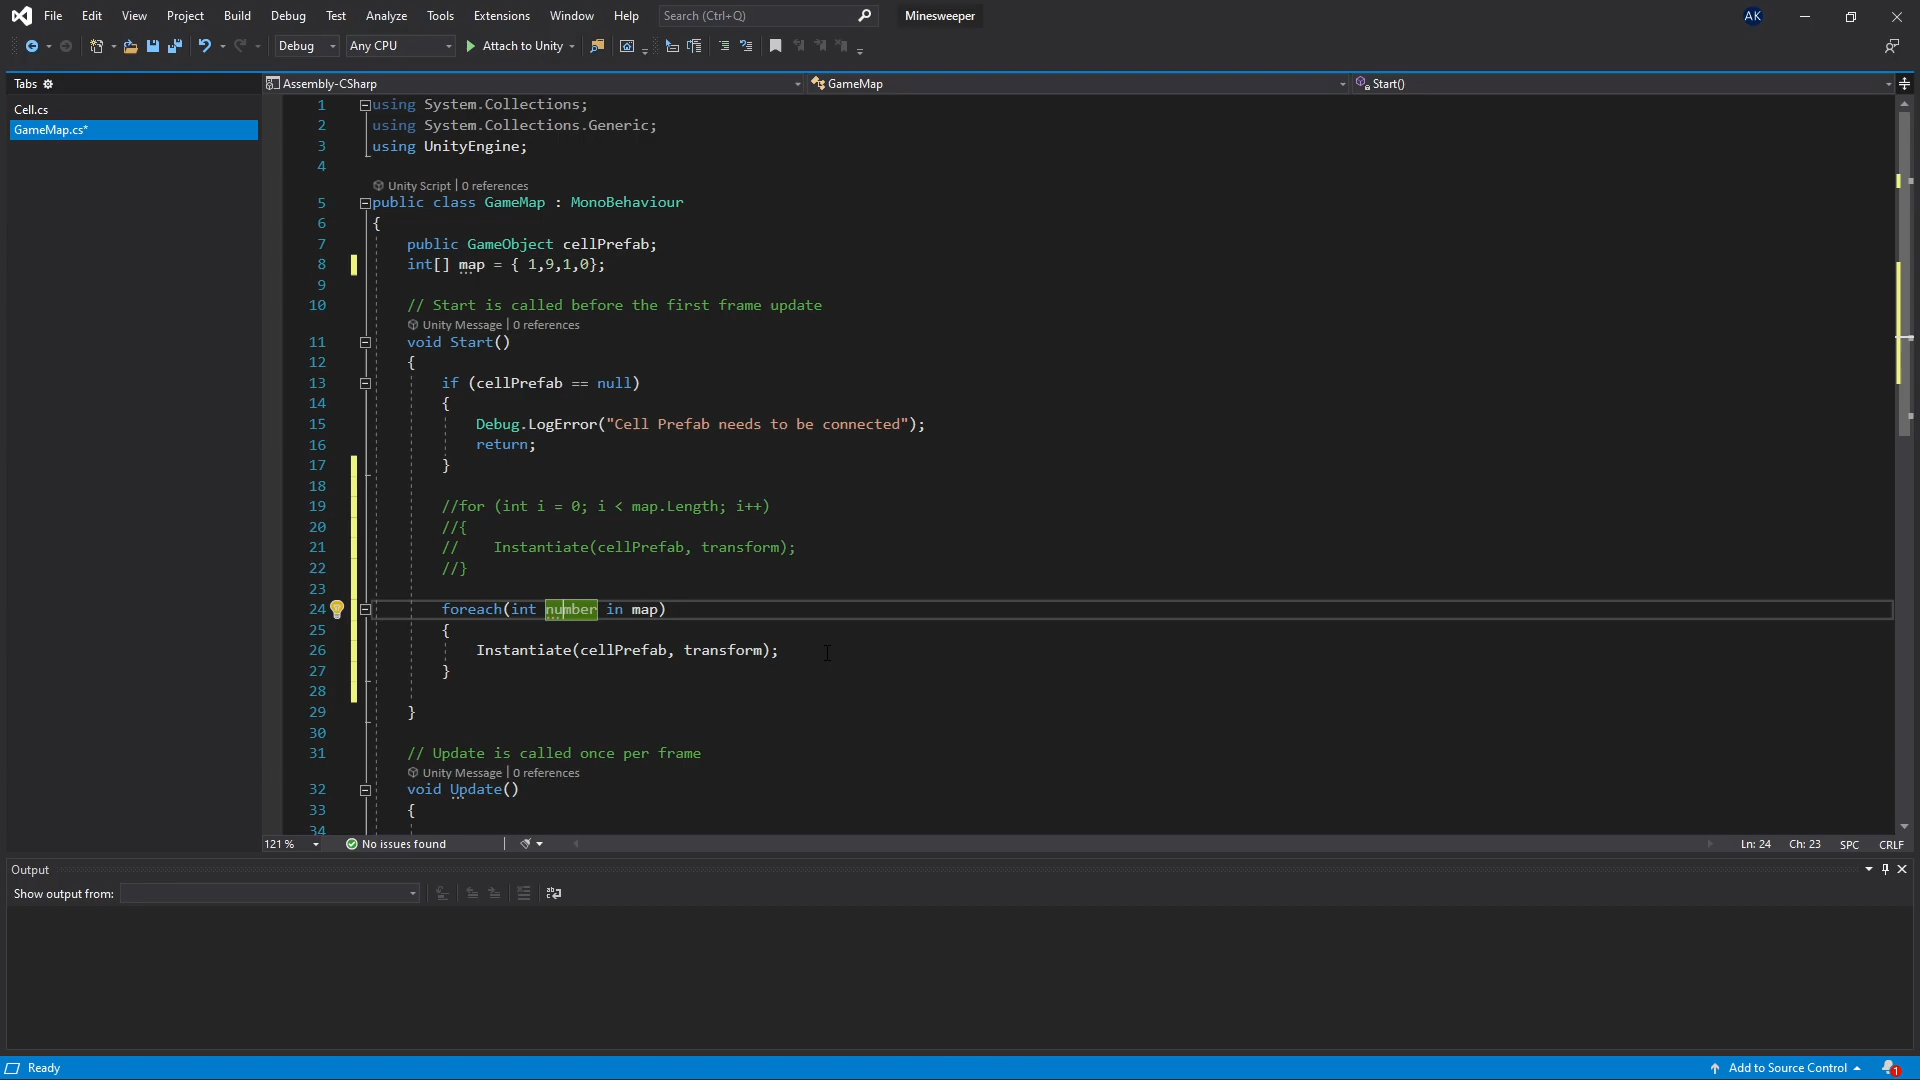 File Edit View Project Build Debug Test Analyze Tools Extensions Window Help Search (Ctrl+Q) Minesweeper AK
Debug Any CPU Attach to Unity
Tabs
Assembly-CSharp GameMap Start()
Cell.cs
GameMap.cs*
1 using System.Collections;
2 using System.Collections.Generic;
3 using UnityEngine;
4
Unity Script | 0 references
5 public class GameMap : MonoBehaviour
6 {
7 public GameObject cellPrefab;
8 int[] map = { 1,9,1,0};
9
10 // Start is called before the first frame update
Unity Message | 0 references
11 void Start()
12 {
13 if (cellPrefab == null)
14 {
15 Debug.LogError("Cell Prefab needs to be connected");
16 return;
17 }
18
19 //for (int i = 0; i < map.Length; i++)
20 //{
21 // Instantiate(cellPrefab, transform);
22 //}
23
24 foreach(int number in map)
25 {
26 Instantiate(cellPrefab, transform);
27 }
28
29 }
30
31 // Update is called once per frame
Unity Message | 0 references
32 void Update()
33 {
34
121 % No issues found Ln: 24 Ch: 23 SPC CRLF
Output
Show output from:
Ready Add to Source Control 1